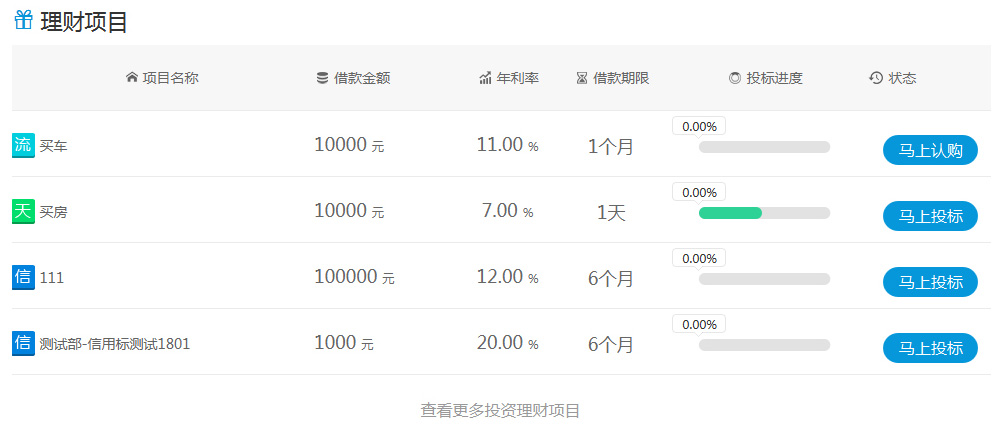 理财项目
项目名称 借款金额 年利率 借款期限 投标进度 状态
流 买车 10000 元 11.00 % 1个月 0.00% 马上认购
天 买房 10000 元 7.00 % 1天 0.00% 马上投标
信 111 100000 元 12.00 % 6个月 0.00% 马上投标
信 测试部-信用标测试1801 1000 元 20.00 % 6个月 0.00% 马上投标
查看更多投资理财项目